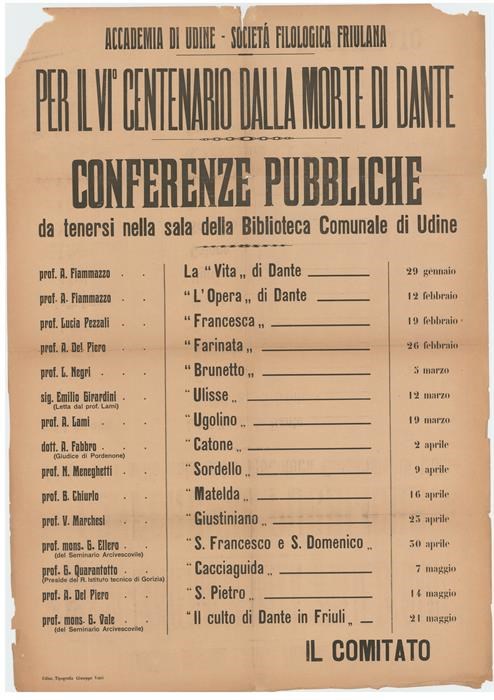 ACCADEMIA DI UDINE - SOCIETÁ FILOLOGICA FRIULANA
PER IL VI° CENTENARIO DALLA MORTE DI DANTE
CONFERENZE PUBBLICHE
da tenersi nella sala della Biblioteca Comunale di Udine
prof. A. Fiammazzo . . La “ Vita „ di Dante 29 gennaio
prof. A. Fiammazzo . . “ L'Opera „ di Dante 12 febbraio
prof. Lucia Pezzali . . “ Francesca „ 19 febbraio
prof. A. Del Piero . . “ Farinata „ 26 febbraio
prof. L. Negri . . “ Brunetto „ 5 marzo
sig. Emilio Girardini . . “ Ulisse „ 12 marzo
(Letta dal prof. Lami)
prof. A. Lami . . “ Ugolino „ 19 marzo
dott. A. Fabbro . . . “ Catone „ 2 aprile
(Giudice di Pordenone)
prof. N. Meneghetti . . “ Sordello „ 9 aprile
prof. B. Chiurlo . . “ Matelda „ 16 aprile
prof. V. Marchesi . . “ Giustiniano „ 25 aprile
prof. mons. G. Ellero . . “ S. Francesco e S. Domenico „ 30 aprile
(del Seminario Arcivescovile)
prof. G. Quarantotto . . “ Cacciaguida „ 7 maggio
(Preside del R. Istituto tecnico di Gorizia)
prof. A. Del Piero . . “ S. Pietro „ 14 maggio
prof. mons. G. Vale . . “ Il culto di Dante in Friuli „ 21 maggio
(del Seminario Arcivescovile)
IL COMITATO
Udine, Tipografia Giuseppe Vatri